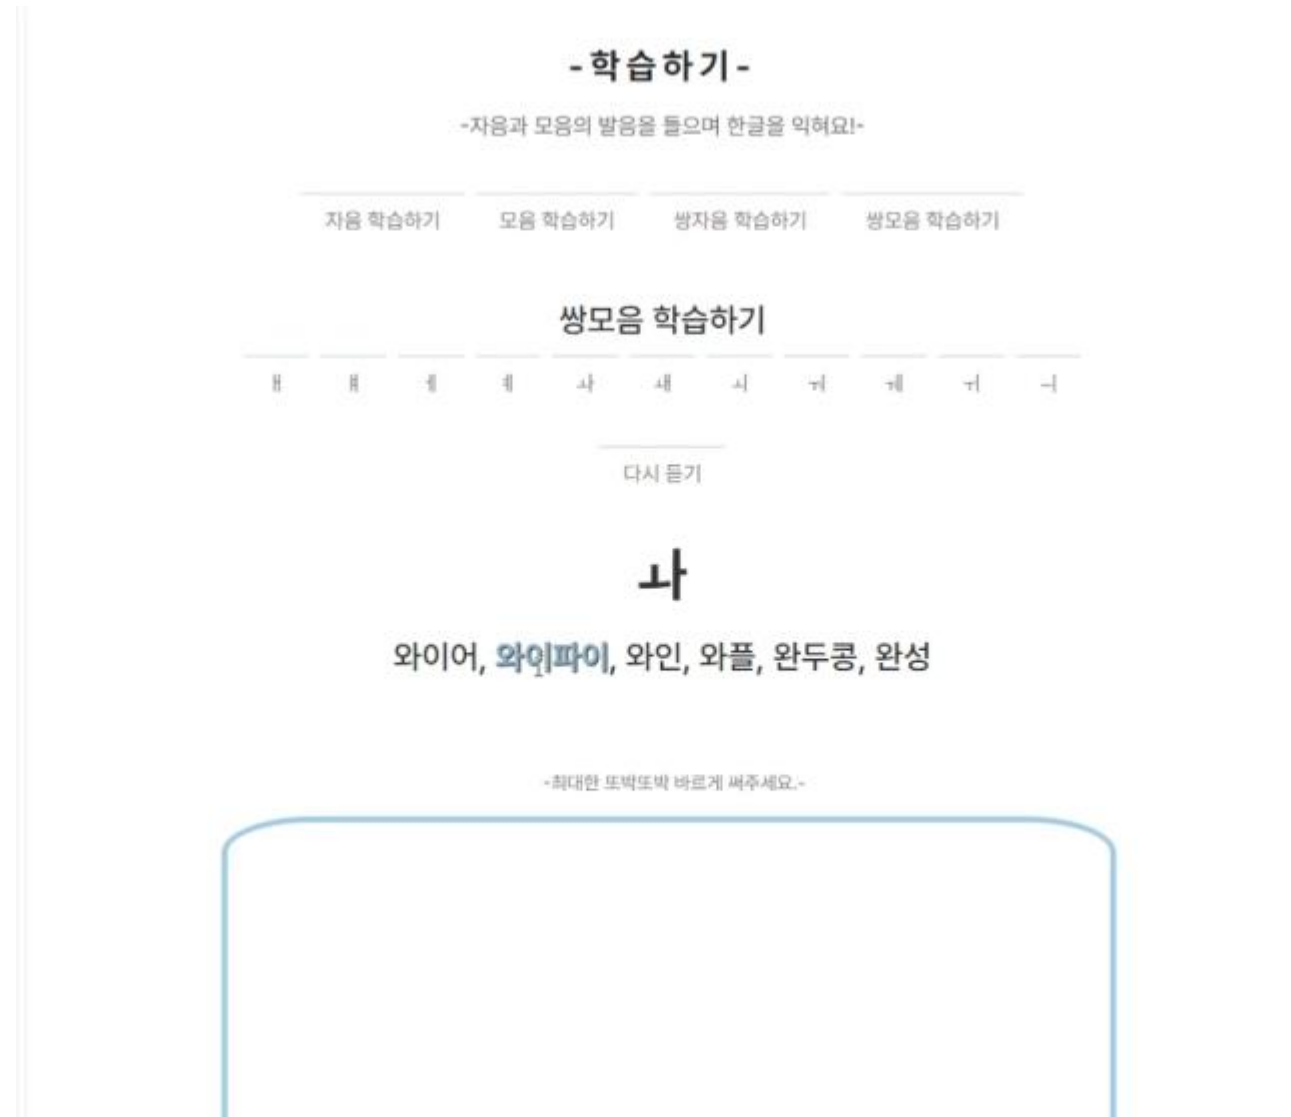 -학습하기-
-자음과 모음의 발음을 들으며 한글을 익혀요!-
자음 학습하기 모음 학습하기 쌍자음 학습하기 쌍모음 학습하기
쌍모음 학습하기
ㅐ ㅒ ㅔ ㅖ ㅘ ㅙ ㅚ ㅝ ㅞ ㅟ ㅢ
다시 듣기
ㅘ
와이어, 와이파이, 와인, 와플, 완두콩, 완성
-최대한 또박또박 바르게 써주세요.-